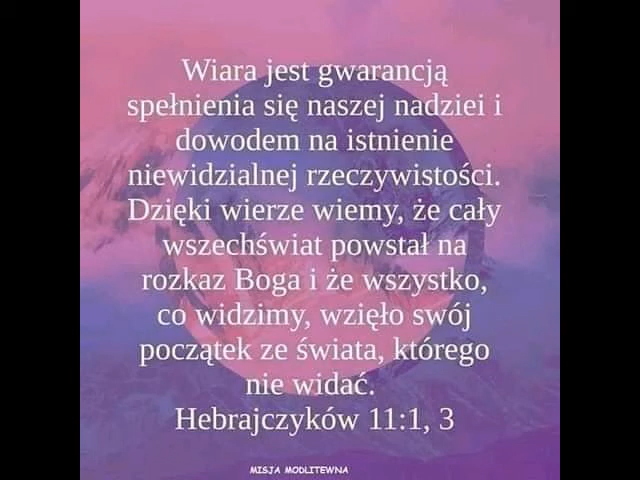 Wiara jest gwarancją
spełnienia się naszej nadziei i
dowodem na istnienie
niewidzialnej rzeczywistości.
Dzięki wierze wiemy, że cały
wszechświat powstał na
rozkaz Boga i że wszystko,
co widzimy, wzięło swój
początek ze świata, którego
nie widać.
Hebrajczyków 11:1, 3
MISJA MODLITEWNA